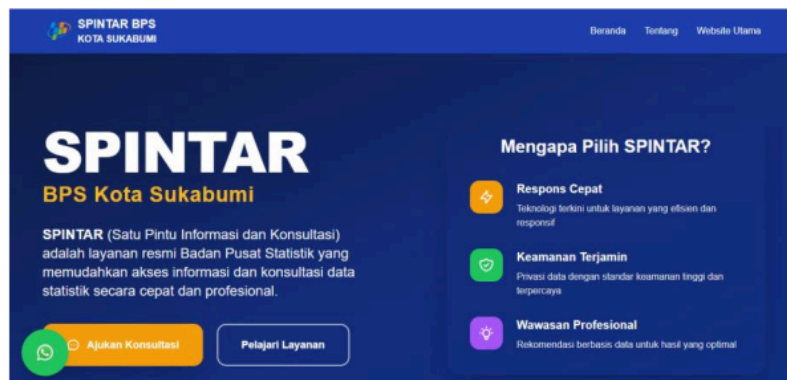 SPINTAR BPS
KOTA SUKABUMI
Beranda Tentang Website Utama
SPINTAR
BPS Kota Sukabumi
SPINTAR (Satu Pintu Informasi dan Konsultasi)
adalah layanan resmi Badan Pusat Statistik yang
memudahkan akses informasi dan konsultasi data
statistik secara cepat dan profesional.
Ajukan Konsultasi
Pelajari Layanan
Mengapa Pilih SPINTAR?
Respons Cepat
Teknologi terkini untuk layanan yang efisien dan
responsif
Keamanan Terjamin
Privasi data dengan standar keamanan tinggi dan
terpercaya
Wawasan Profesional
Rekomendasi berbasis data untuk hasil yang optimal